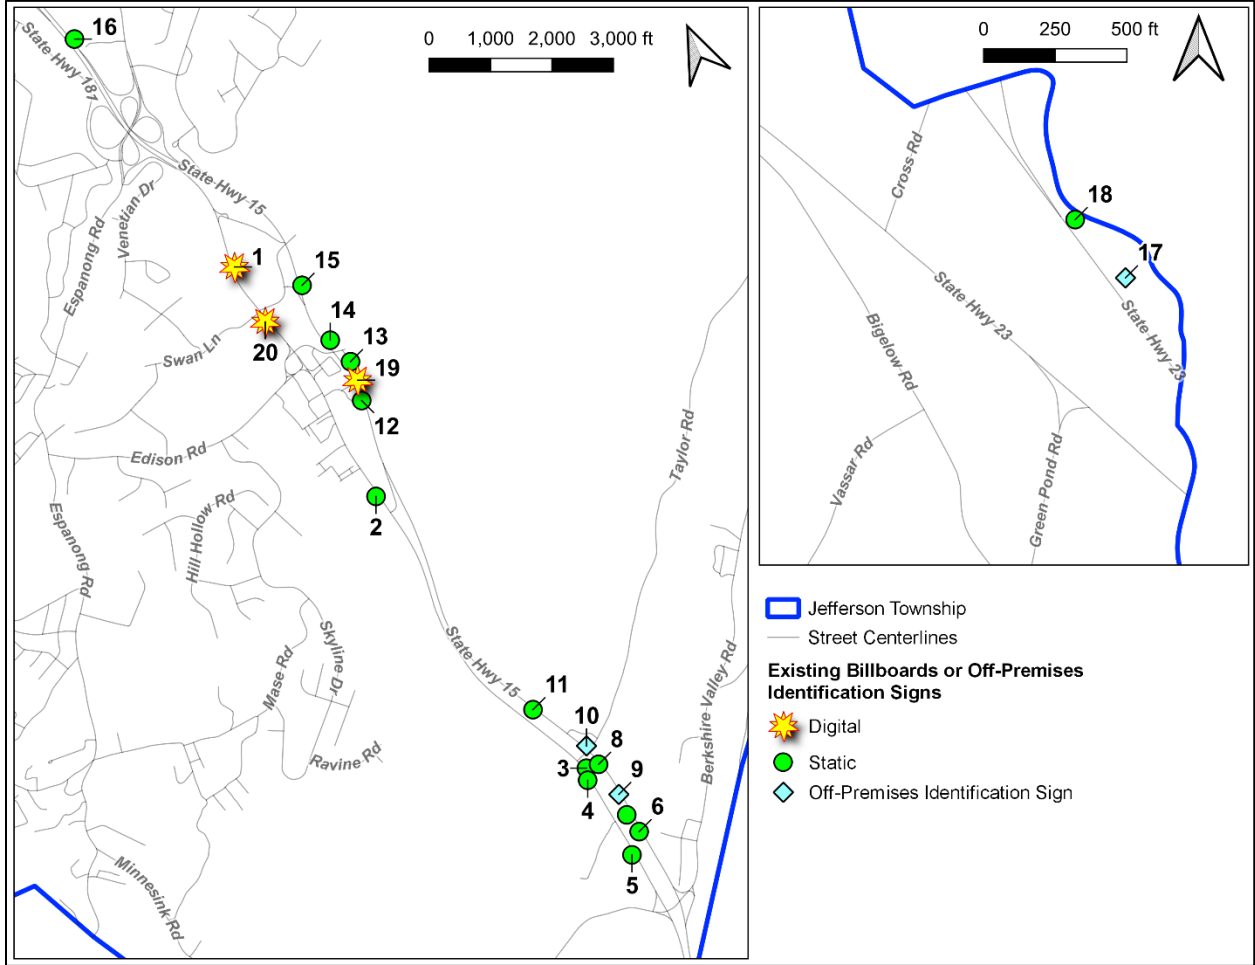 16
State Hwy 181
0 1,000 2,000 3,000 ft
State Hwy 15
Venetian Dr
Espanong Rd
1
15
14
13
20
19
Swan Ln
12
Edison Rd
2
Taylor Rd
Hill Hollow Rd
Espanong Rd
Skyline Dr
Mase Rd
State Hwy 15
Berkshire Valley Rd
11
10
8
3
9
4
6
5
Ravine Rd
Minnesink Rd
0 250 500 ft
Cross Rd
18
17
State Hwy 23
State Hwy 23
Bigelow Rd
Vassar Rd
Green Pond Rd
Jefferson Township
Street Centerlines
Existing Billboards or Off-Premises
Identification Signs
Digital
Static
Off-Premises Identification Sign